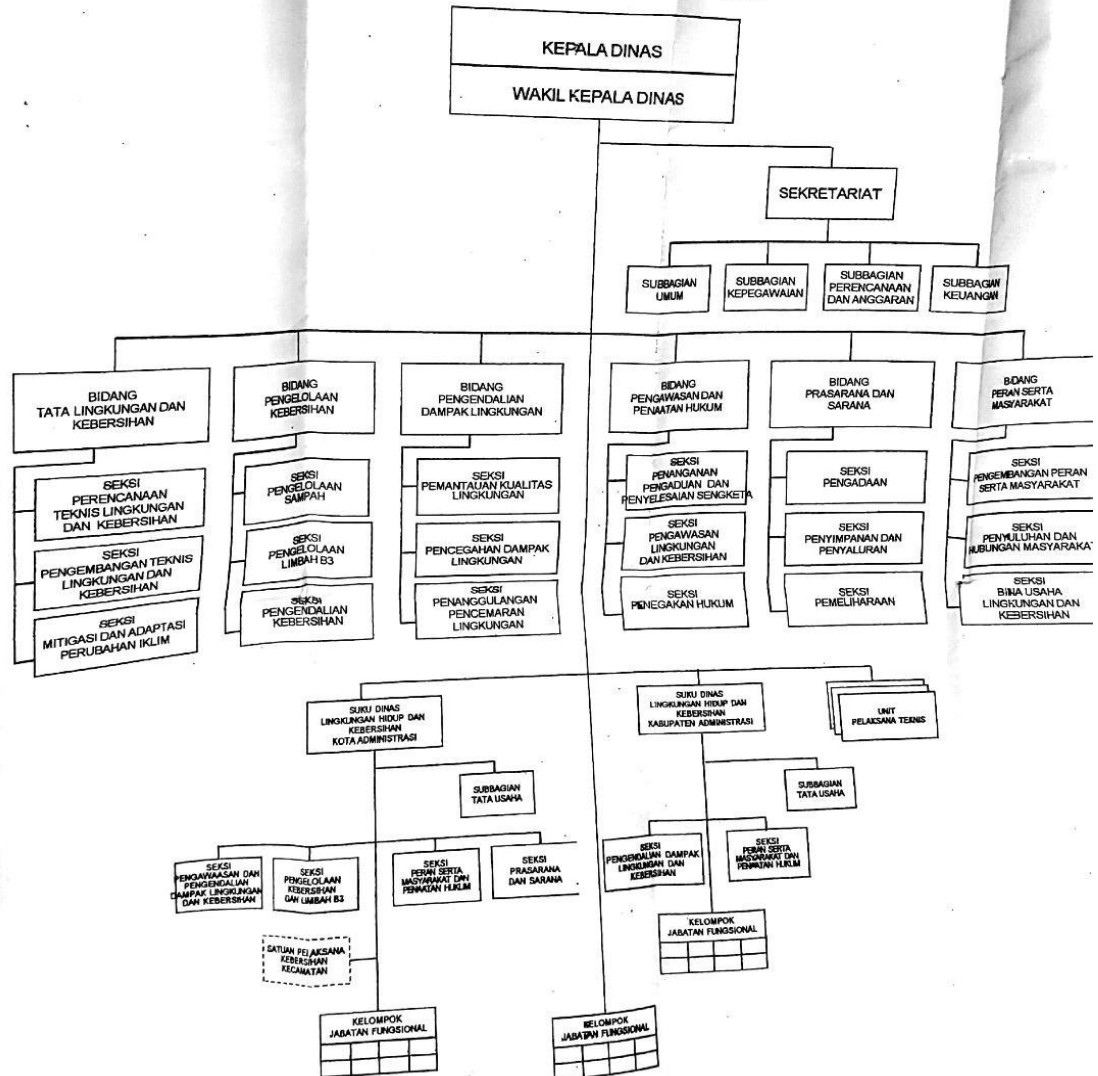 KEPALA DINAS
WAKIL KEPALA DINAS
SEKRETARIAT
SUBBAGIAN
UMUM
SUBBAGIAN
KEPEGAWAIAN
SUBBAGIAN
PERENCANAAN
DAN ANGGARAN
SUBBAGIAN
KEUANGAN
BIDANG
TATA LINGKUNGAN DAN
KEBERSIHAN
BIDANG
PENGELOLAAN
KEBERSIHAN
BIDANG
PENGENDALIAN
DAMPAK LINGKUNGAN
BIDANG
PENGAWASAN DAN
PENAATAN HUKUM
BIDANG
PRASARANA DAN
SARANA
BIDANG
PERAN SERTA
MASYARAKAT
SEKSI
PERENCANAAN
TEKNIS LINGKUNGAN
DAN KEBERSIHAN
SEKSI
PENGELOLAAN
SAMPAH
SEKSI
PEMANTAUAN KUALITAS
LINGKUNGAN
SEKSI
PENANGANAN
PENGADUAN DAN
PENYELESAIAN SENGKETA
SEKSI
PENGADAAN
SEKSI
PENGEMBANGAN PERAN
SERTA MASYARAKAT
SEKSI
PENGEMBANGAN TEKNIS
LINGKUNGAN DAN
KEBERSIHAN
SEKSI
PENGELOLAAN
LIMBAH B3
SEKSI
PENCEGAHAN DAMPAK
LINGKUNGAN
SEKSI
PENGAWASAN
LINGKUNGAN
DAN KEBERSIHAN
SEKSI
PENYIMPANAN DAN
PENYALURAN
SEKSI
PENYULUHAN DAN
HUBUNGAN MASYARAKAT
SEKSI
MITIGASI DAN ADAPTASI
PERUBAHAN IKLIM
SEKSI
PENGENDALIAN
KEBERSIHAN
SEKSI
PENANGGULANGAN
PENCEMARAN
LINGKUNGAN
SEKSI
PENEGAKAN HUKUM
SEKSI
PEMELIHARAAN
SEKSI
BINA USAHA
LINGKUNGAN DAN
KEBERSIHAN
SUKU DINAS
LINGKUNGAN HIDUP DAN
KEBERSIHAN
KOTA ADMINISTRASI
SUKU DINAS
LINGKUNGAN HIDUP DAN
KEBERSIHAN
KABUPATEN ADMINISTRASI
UNIT
PELAKSANA TEKNIS
SUBBAGIAN
TATA USAHA
SUBBAGIAN
TATA USAHA
SEKSI
PENGAWAASAN DAN
PENGENDALIAN
DAMPAK LINGKUNGAN
DAN KEBERSIHAN
SEKSI
PENGELOLAAN
KEBERSIHAN
DAN LIMBAH B3
SEKSI
PERAN SERTA
MASYARAKAT DAN
PENAATAN HUKUM
SEKSI
PRASARANA
DAN SARANA
SEKSI
PENGENDALIAN DAMPAK
LINGKUNGAN DAN
KEBERSIHAN
SEKSI
PERAN SERTA
MASYARAKAT DAN
PENAATAN HUKUM
SATUAN PELAKSANA
KEBERSIHAN
KECAMATAN
KELOMPOK
JABATAN FUNGSIONAL
KELOMPOK
JABATAN FUNGSIONAL
KELOMPOK
JABATAN FUNGSIONAL